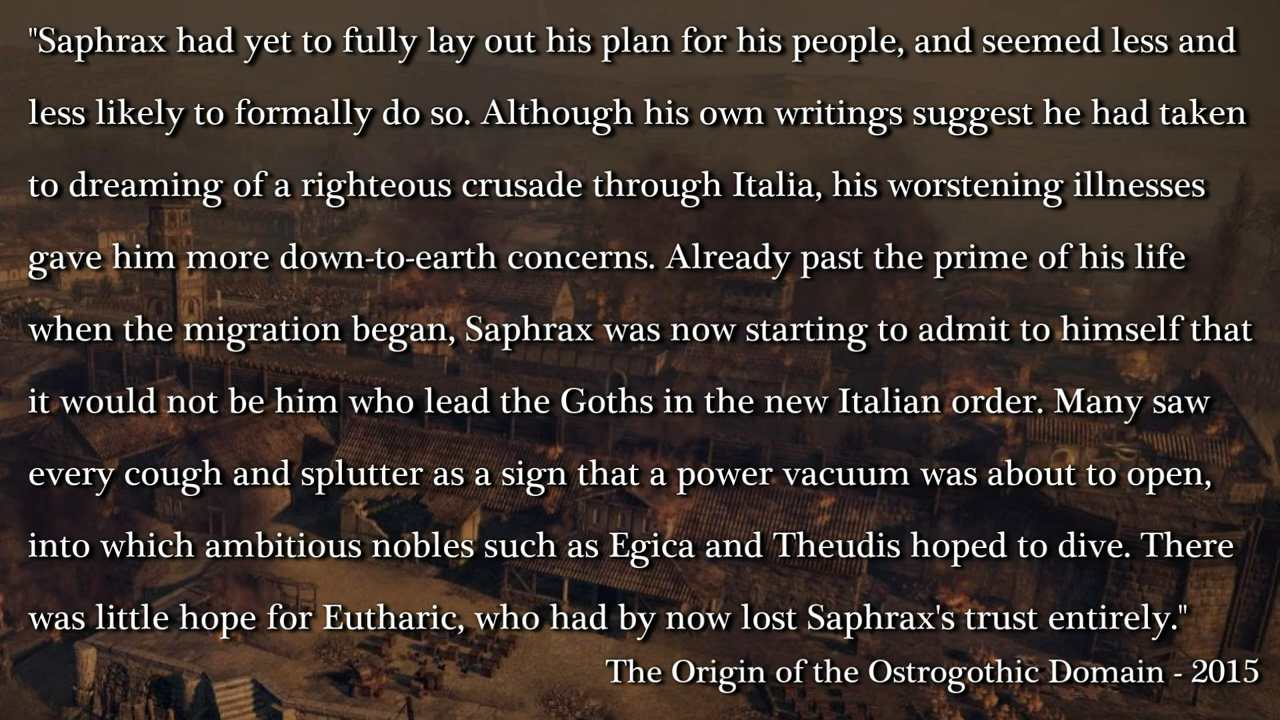 "Saphrax had yet to fully lay out his plan for his people, and seemed less and
less likely to formally do so. Although his own writings suggest he had taken
to dreaming of a righteous crusade through Italia, his worstening illnesses
gave him more down-to-earth concerns. Already past the prime of his life
when the migration began, Saphrax was now starting to admit to himself that
it would not be him who lead the Goths in the new Italian order. Many saw
every cough and splutter as a sign that a power vacuum was about to open,
into which ambitious nobles such as Egica and Theudis hoped to dive. There
was little hope for Eutharic, who had by now lost Saphrax's trust entirely."
The Origin of the Ostrogothic Domain - 2015